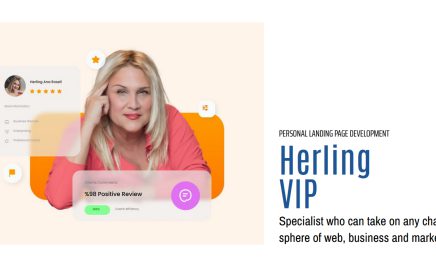 Herling Ana Bosell
%98 Positive Review
PERSONAL LANDING PAGE DEVELOPMENT
Herling
VIP
Specialist who can take on any cha
sphere of web, business and marke